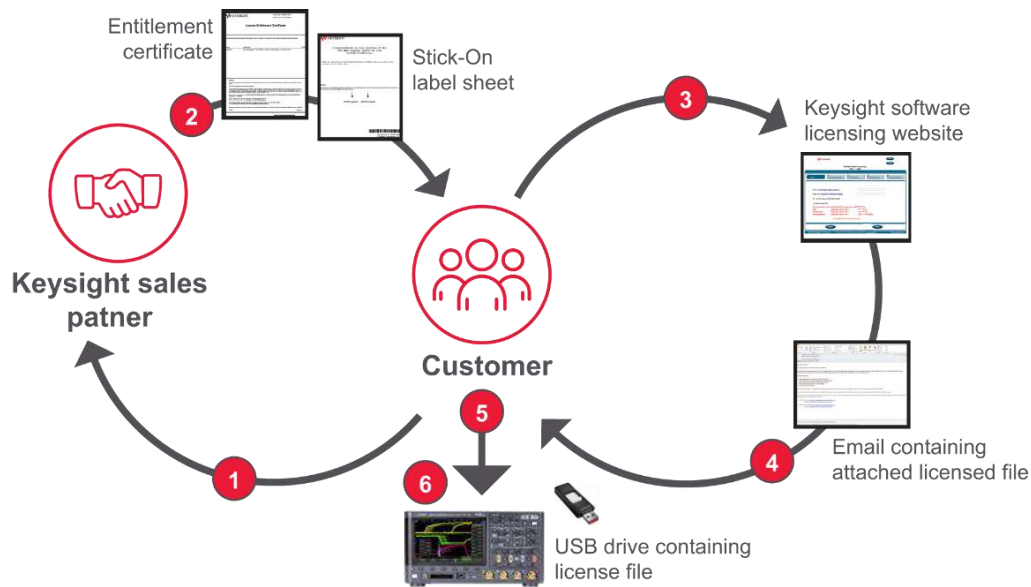 Entitlement
certificate
Stick-On
label sheet
2
3
Keysight software
licensing website
Keysight sales
patner
Customer
5
1
6
4
Email containing
attached licensed file
USB drive containing
license file